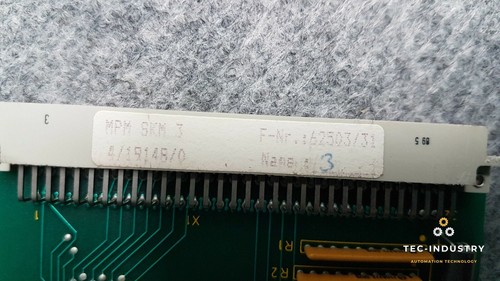 3
MPM SKM 3
4/19149/0
F-Nr.:62503/31
Name : 3
1
X1
R1
R2
TEC-INDUSTRY
AUTOMATION TECHNOLOGY